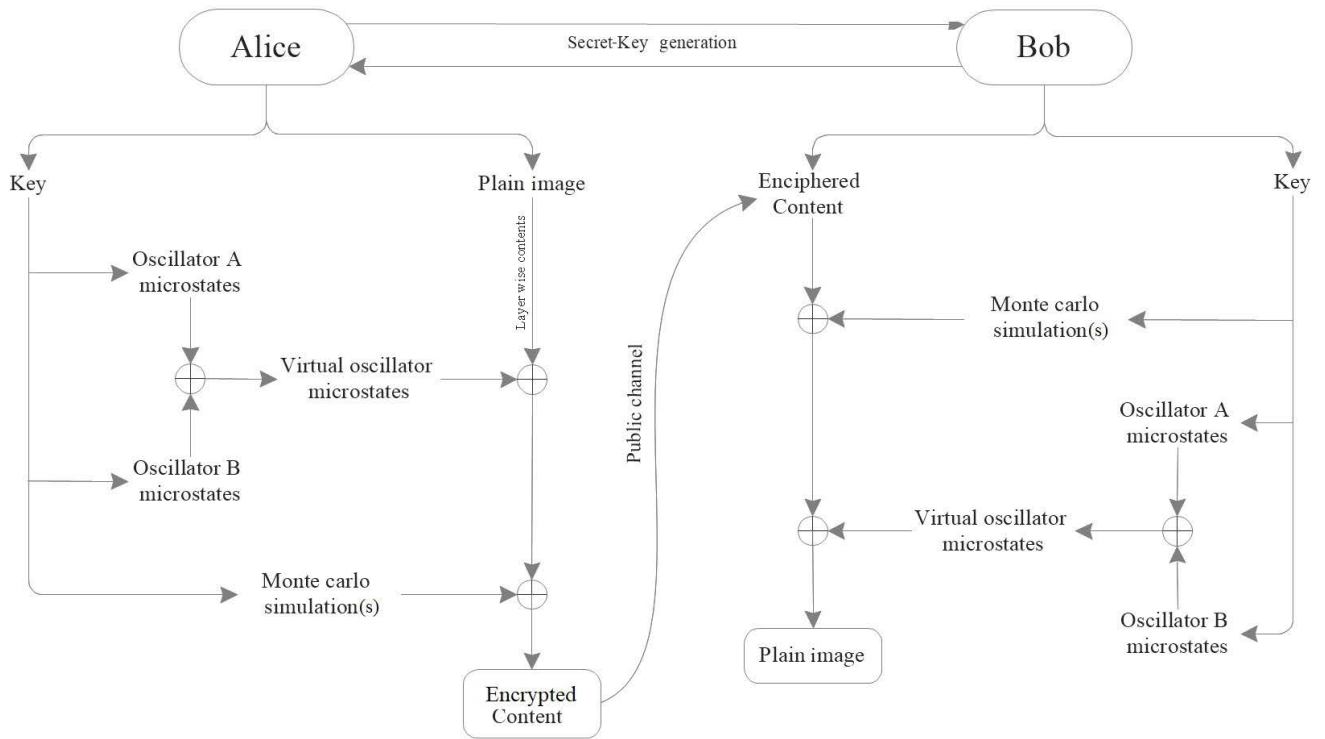 Alice
Secret-Key generation
Bob
Key
Plain image
Layer wise contents
Oscillator A
microstates
Virtual oscillator
microstates
Oscillator B
microstates
Monte carlo
simulation(s)
Encrypted
Content
Public channel
Enciphered
Content
Key
Monte carlo
simulation(s)
Oscillator A
microstates
Virtual oscillator
microstates
Oscillator B
microstates
Plain image